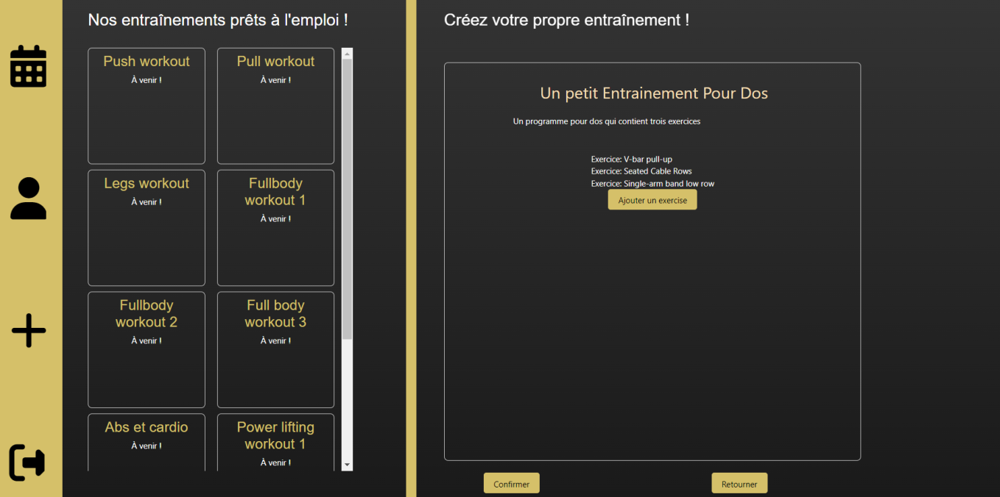 Nos entraînements prêts à l'emploi !
Push workout
À venir !
Pull workout
À venir !
Legs workout
À venir !
Fullbody
workout 1
À venir !
Fullbody
workout 2
À venir !
Full body
workout 3
À venir !
Abs et cardio
À venir !
Power lifting
workout 1
À venir !
Créez votre propre entraînement !
Un petit Entrainement Pour Dos
Un programme pour dos qui contient trois exercices
Exercice: V-bar pull-up
Exercice: Seated Cable Rows
Exercice: Single-arm band low row
Ajouter un exercise
Confirmer
Retourner